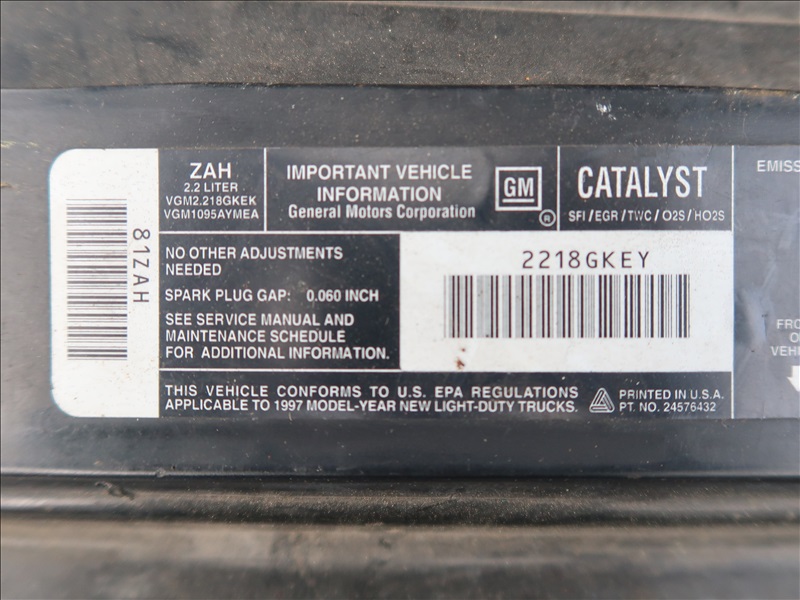 81ZAH
ZAH
2.2 LITER
VGM2.218GKEK
VGM1095AYMEA
IMPORTANT VEHICLE
INFORMATION
General Motors Corporation
GM
®
CATALYST
SFI/EGR/TWC/O2S/HO2S
NO OTHER ADJUSTMENTS
NEEDED
SPARK PLUG GAP: 0.060 INCH
SEE SERVICE MANUAL AND
MAINTENANCE SCHEDULE
FOR ADDITIONAL INFORMATION.
2218GKEY
THIS VEHICLE CONFORMS TO U.S. EPA REGULATIONS
APPLICABLE TO 1997 MODEL-YEAR NEW LIGHT-DUTY TRUCKS.
PRINTED IN U.S.A.
PT. NO. 24576432